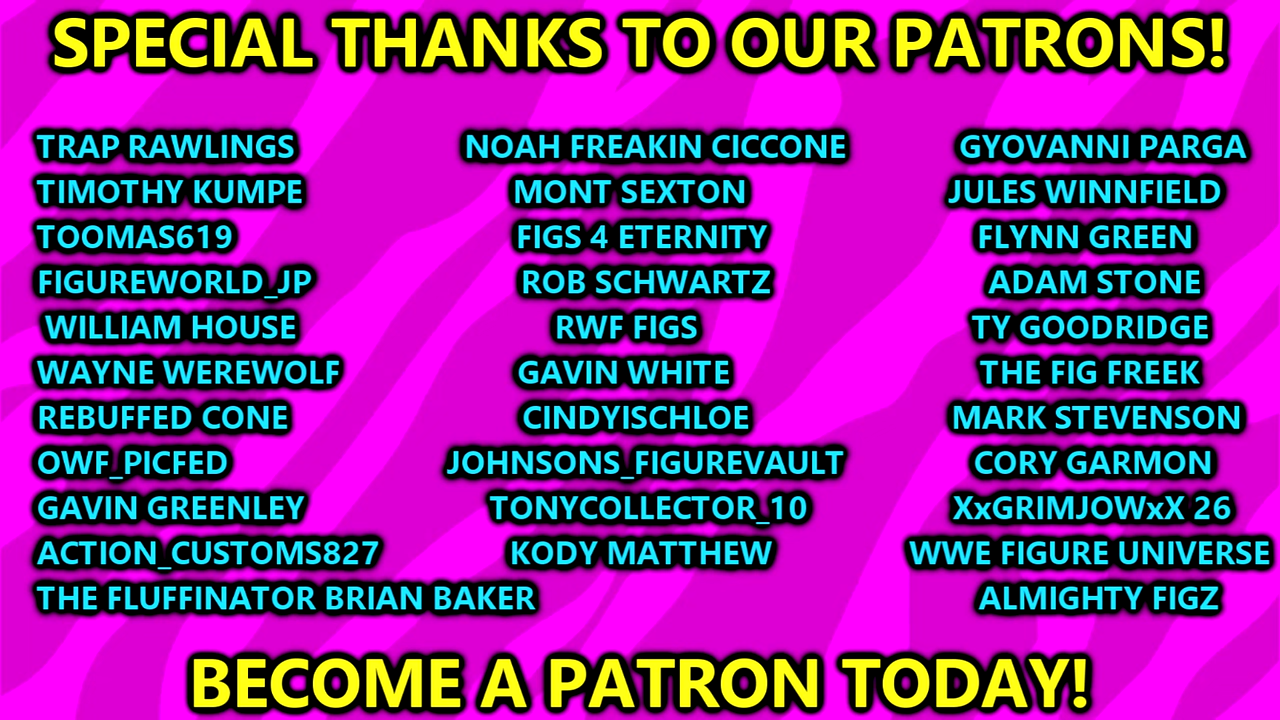 SPECIAL THANKS TO OUR PATRONS!
TRAP RAWLINGS
TIMOTHY KUMPE
TOOMAS619
FIGUREWORLD_JP
WILLIAM HOUSE
WAYNE WEREWOLF
REBUFFED CONE
OWF_PICFED
GAVIN GREENLEY
ACTION_CUSTOMS827
THE FLUFFINATOR BRIAN BAKER
NOAH FREAKIN CICCONE
MONT SEXTON
FIGS 4 ETERNITY
ROB SCHWARTZ
RWF FIGS
GAVIN WHITE
CINDYISCHLOE
JOHNSONS_FIGUREVAULT
TONYCOLLECTOR_10
KODY MATTHEW
GYOVANNI PARGA
JULES WINNFIELD
FLYNN GREEN
ADAM STONE
TY GOODRIDGE
THE FIG FREEK
MARK STEVENSON
CORY GARMON
XxGRIMJOWxX 26
WWE FIGURE UNIVERSE
ALMIGHTY FIGZ
BECOME A PATRON TODAY!